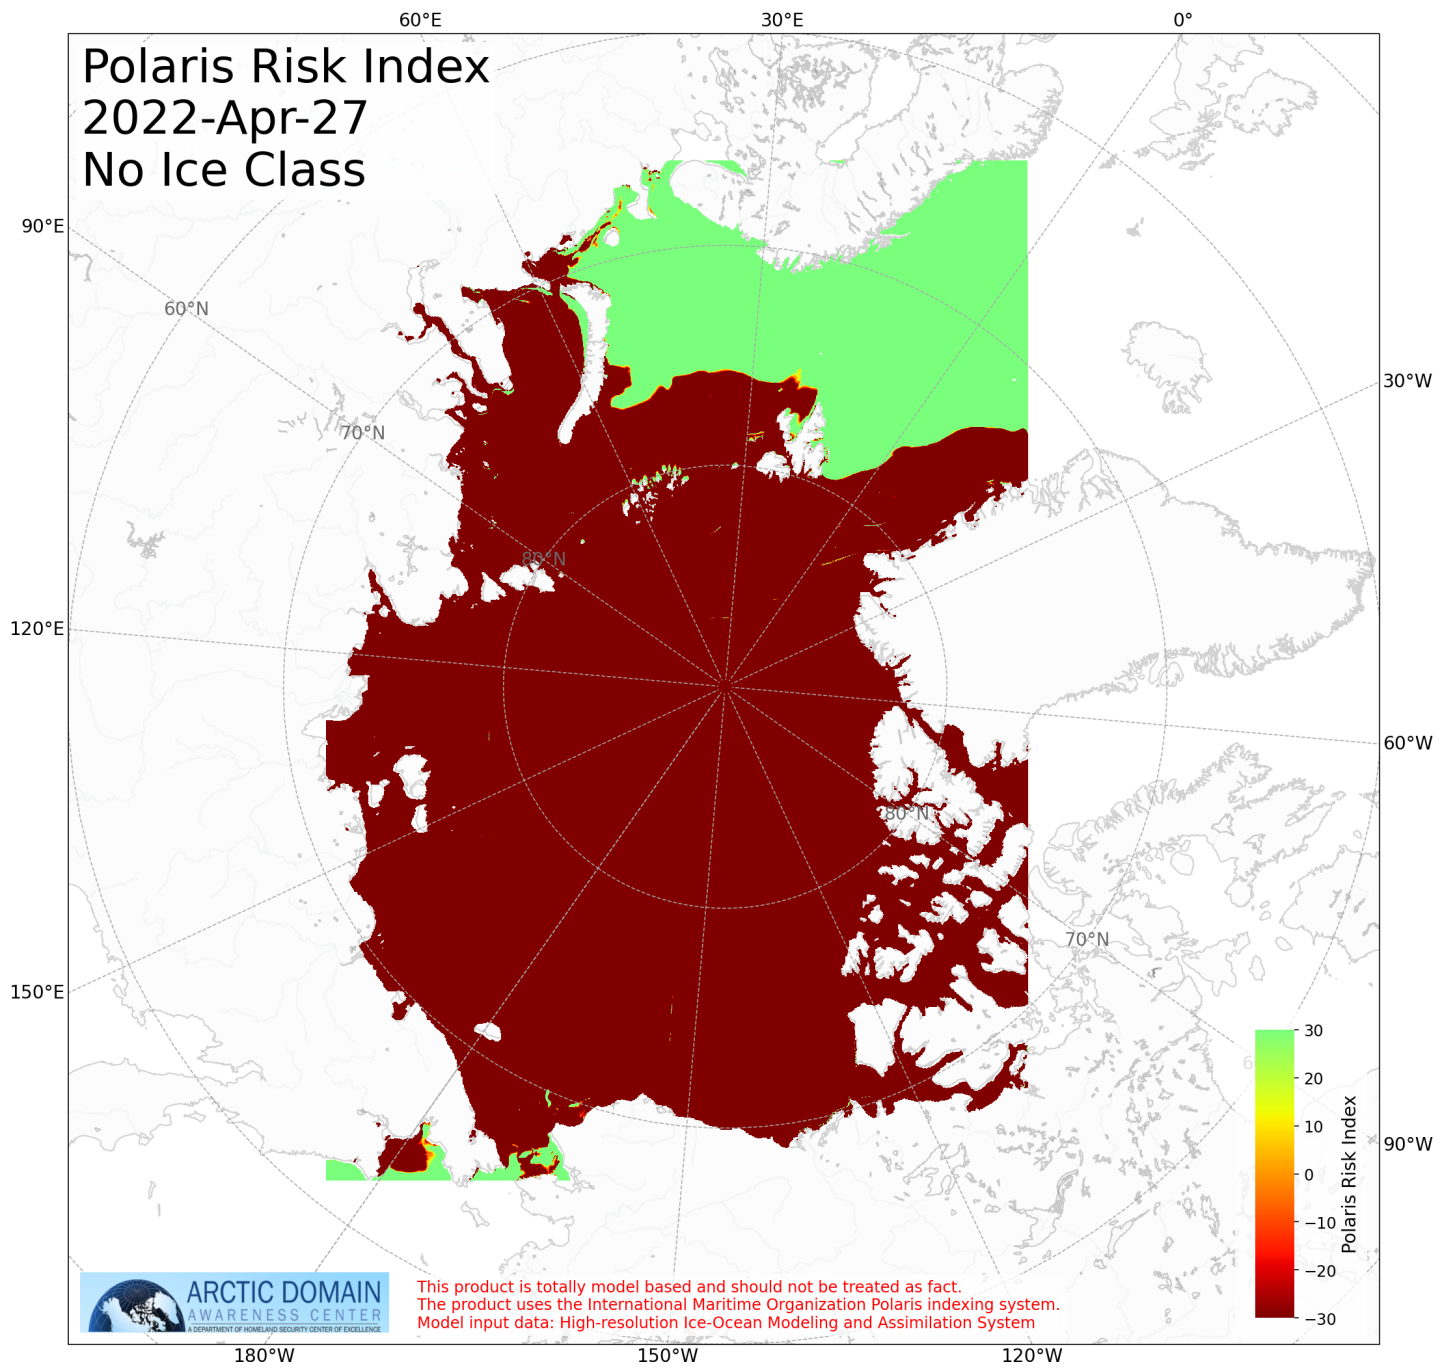 60°E
30°E
0°
Polaris Risk Index
2022-Apr-27
No Ice Class
90°E
60°N
30°W
70°N
80°N
120°E
60°W
80°N
70°N
150°E
30
20
10
0
−10
−20
−30
Polaris Risk Index
90°W
ARCTIC DOMAIN
AWARENESS CENTER
A DEPARTMENT OF HOMELAND SECURITY CENTER OF EXCELLENCE
This product is totally model based and should not be treated as fact.
The product uses the International Maritime Organization Polaris indexing system.
Model input data: High-resolution Ice-Ocean Modeling and Assimilation System
180°W
150°W
120°W